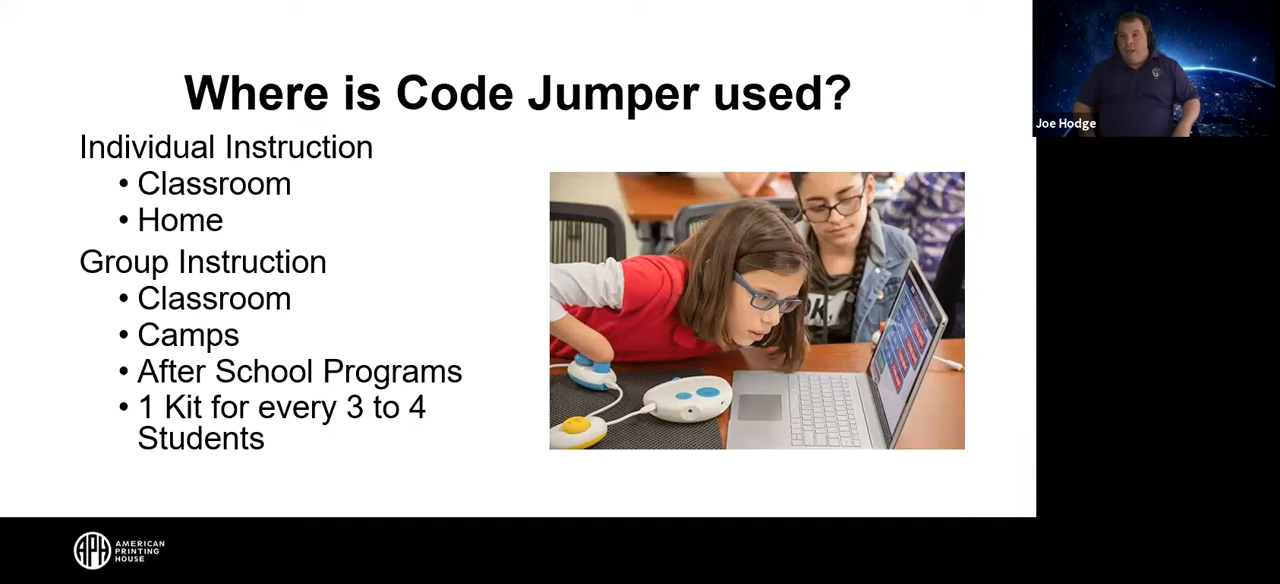 Where is Code Jumper used?
Individual Instruction
• Classroom
• Home
Group Instruction
• Classroom
• Camps
• After School Programs
• 1 Kit for every 3 to 4
Students
Joe Hodge
APH
AMERICAN
PRINTING
HOUSE